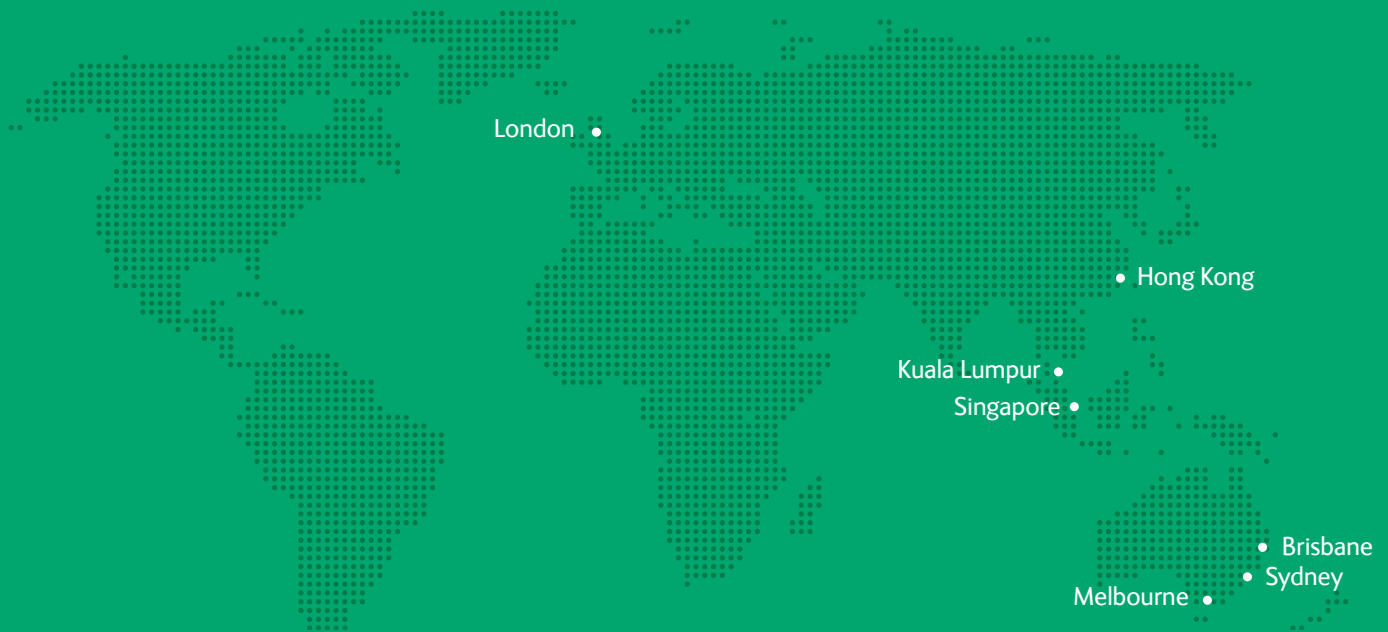 London
Hong Kong
Kuala Lumpur
Singapore
Brisbane
Sydney
Melbourne